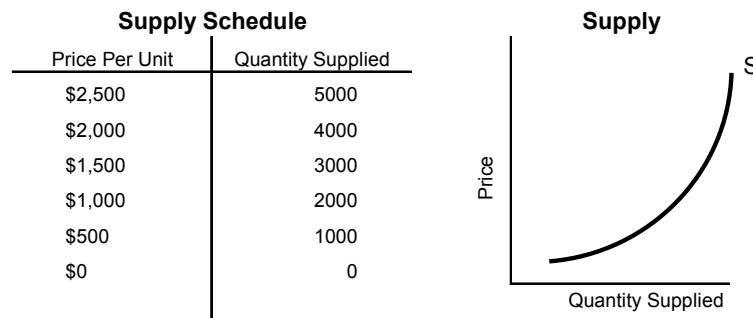 Supply Schedule
Price Per Unit Quantity Supplied
$2,500 5000
$2,000 4000
$1,500 3000
$1,000 2000
$500 1000
$0 0
Supply
S
Price
Quantity Supplied